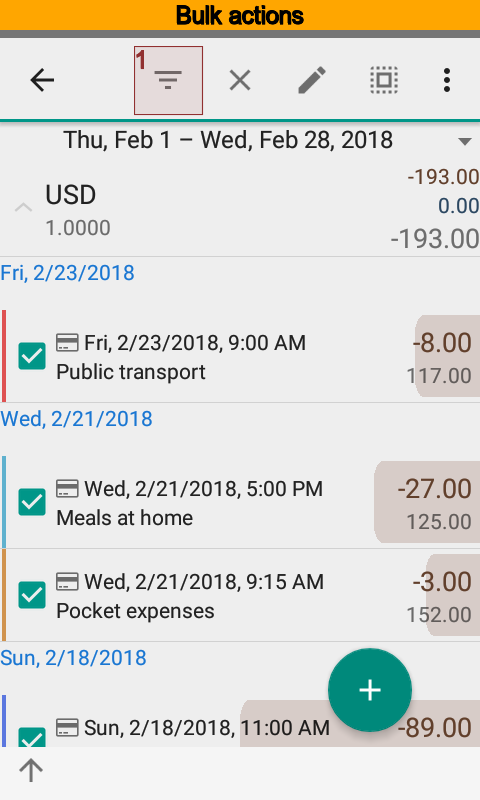 Bulk actions
1
Thu, Feb 1 – Wed, Feb 28, 2018
USD
-193.00
0.00
1.0000
-193.00
Fri, 2/23/2018
Fri, 2/23/2018, 9:00 AM
-8.00
Public transport
117.00
Wed, 2/21/2018
Wed, 2/21/2018, 5:00 PM
-27.00
Meals at home
125.00
Wed, 2/21/2018, 9:15 AM
-3.00
Pocket expenses
152.00
Sun, 2/18/2018
Sun, 2/18/2018, 11:00 AM
-89.00